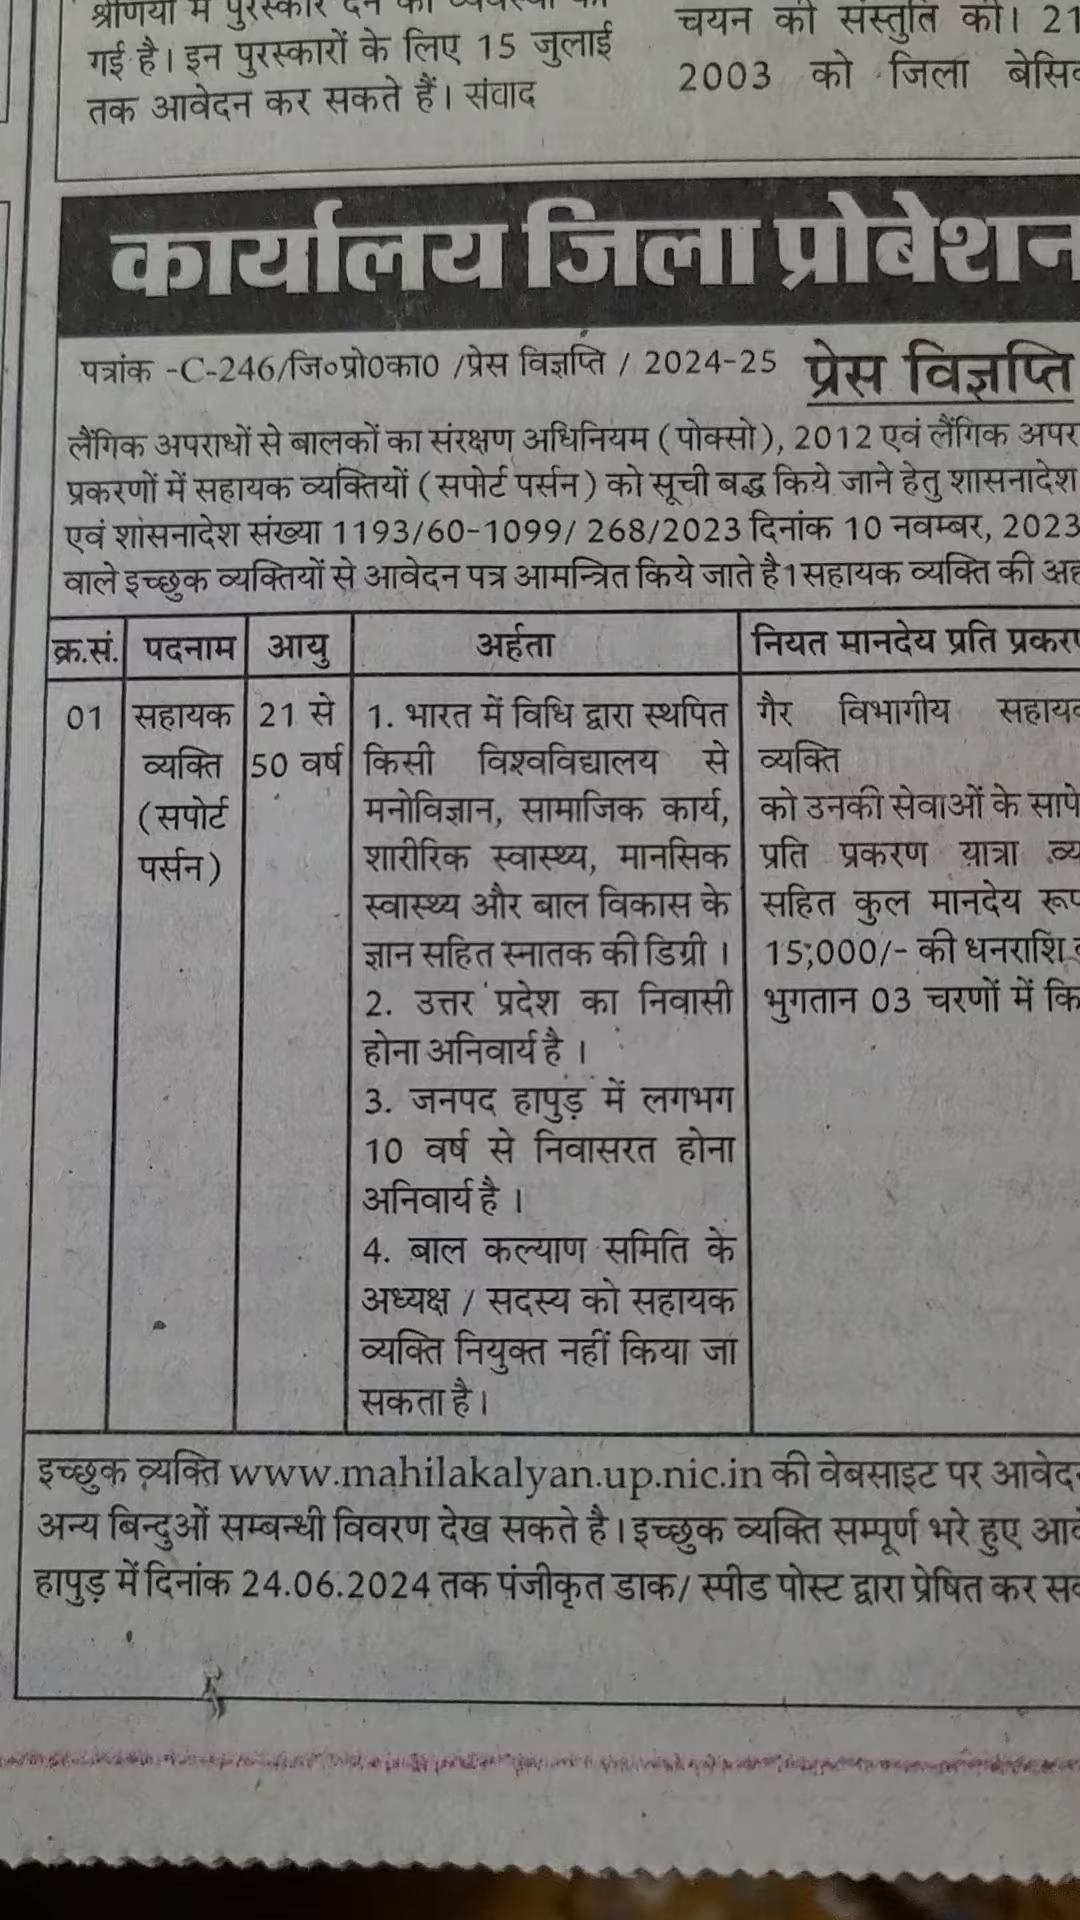 श्रेणियों में पुरस्कार देने की व्यवस्था की
गई है। इन पुरस्कारों के लिए 15 जुलाई
तक आवेदन कर सकते हैं। संवाद
चयन की संस्तुति की। 21
2003 को जिला
कार्यालय जिला प्रोबेशन
पत्रांक -C-246/जि०प्रो0का0 /प्रेस विज्ञप्ति / 2024-25 प्रेस विज्ञप्ति
लैंगिक अपराधों से बालकों का संरक्षण अधिनियम (पोक्सो), 2012 एवं लैंगिक
प्रकरणों में सहायक व्यक्तियों (सपोर्ट पर्सन) को सूची बद्ध किये जाने हेतु शासनादेश
एवं शांसनादेश संख्या 1193/60-1099/ 268/2023 दिनांक 10 नवम्बर, 2023
वाले इच्छुक व्यक्तियों से आवेदन पत्र आमन्त्रित किये जाते है। सहायक व्यक्ति की
क्र.सं. पदनाम आयु अर्हता नियत मानदेय प्रति
01
सहायक
व्यक्ति
(सपोर्ट
पर्सन)
21 से
50 वर्ष
1. भारत में विधि द्वारा स्थपित
किसी विश्वविद्यालय से
मनोविज्ञान, सामाजिक कार्य,
शारीरिक स्वास्थ्य, मानसिक
स्वास्थ्य और बाल विकास के
ज्ञान सहित स्नातक की डिग्री ।
2. उत्तर प्रदेश का निवासी
होना अनिवार्य है ।
3. जनपद हापुड़ में लगभग
10 वर्ष से निवासरत होना
अनिवार्य है ।
4. बाल कल्याण समिति के
अध्यक्ष / सदस्य को सहायक
व्यक्ति नियुक्त नहीं किया जा
सकता है।
गैर विभागीय
व्यक्ति
को उनकी सेवाओं के
प्रति प्रकरण यात्रा
सहित कुल मानदेय
15,000/- की धनराशि
भुगतान 03 चरणों में
इच्छुक व्यक्ति www.mahilakalyan.up.nic.in की वेबसाइट पर
अन्य बिन्दुओं सम्बन्धी विवरण देख सकते है। इच्छुक व्यक्ति सम्पूर्ण भरे हुए
हापुड़ में दिनांक 24.06.2024 तक पंजीकृत डाक/ स्पीड पोस्ट द्वारा प्रेषित कर